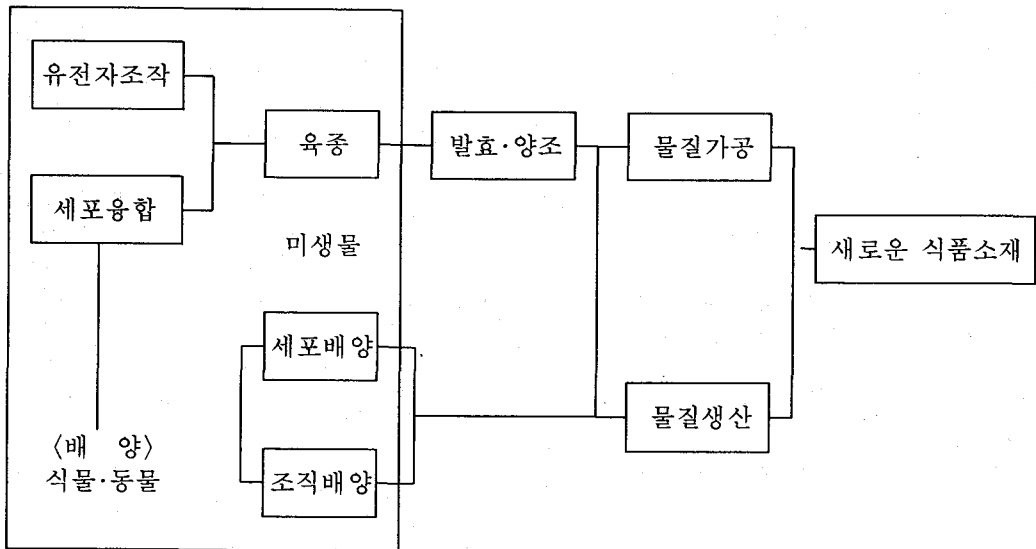 유전자조작
육종
발효·양조
물질가공
세포융합
미생물
새로운 식품소재
세포배양
물질생산
〈배 양〉
식물·동물
조직배양